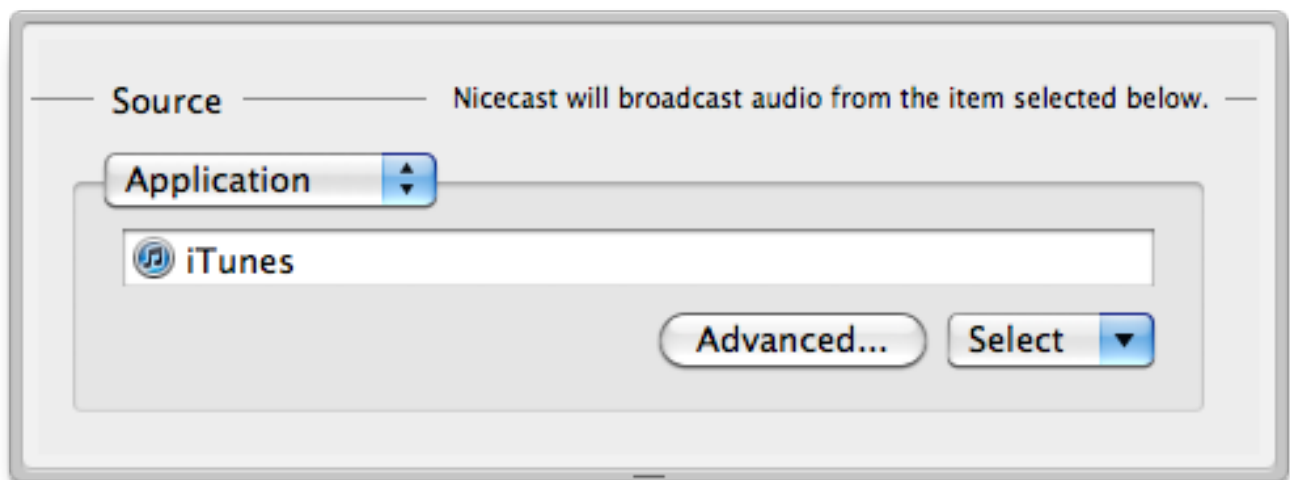 Source
Nicecast will broadcast audio from the item selected below.
Application
iTunes
Advanced...
Select